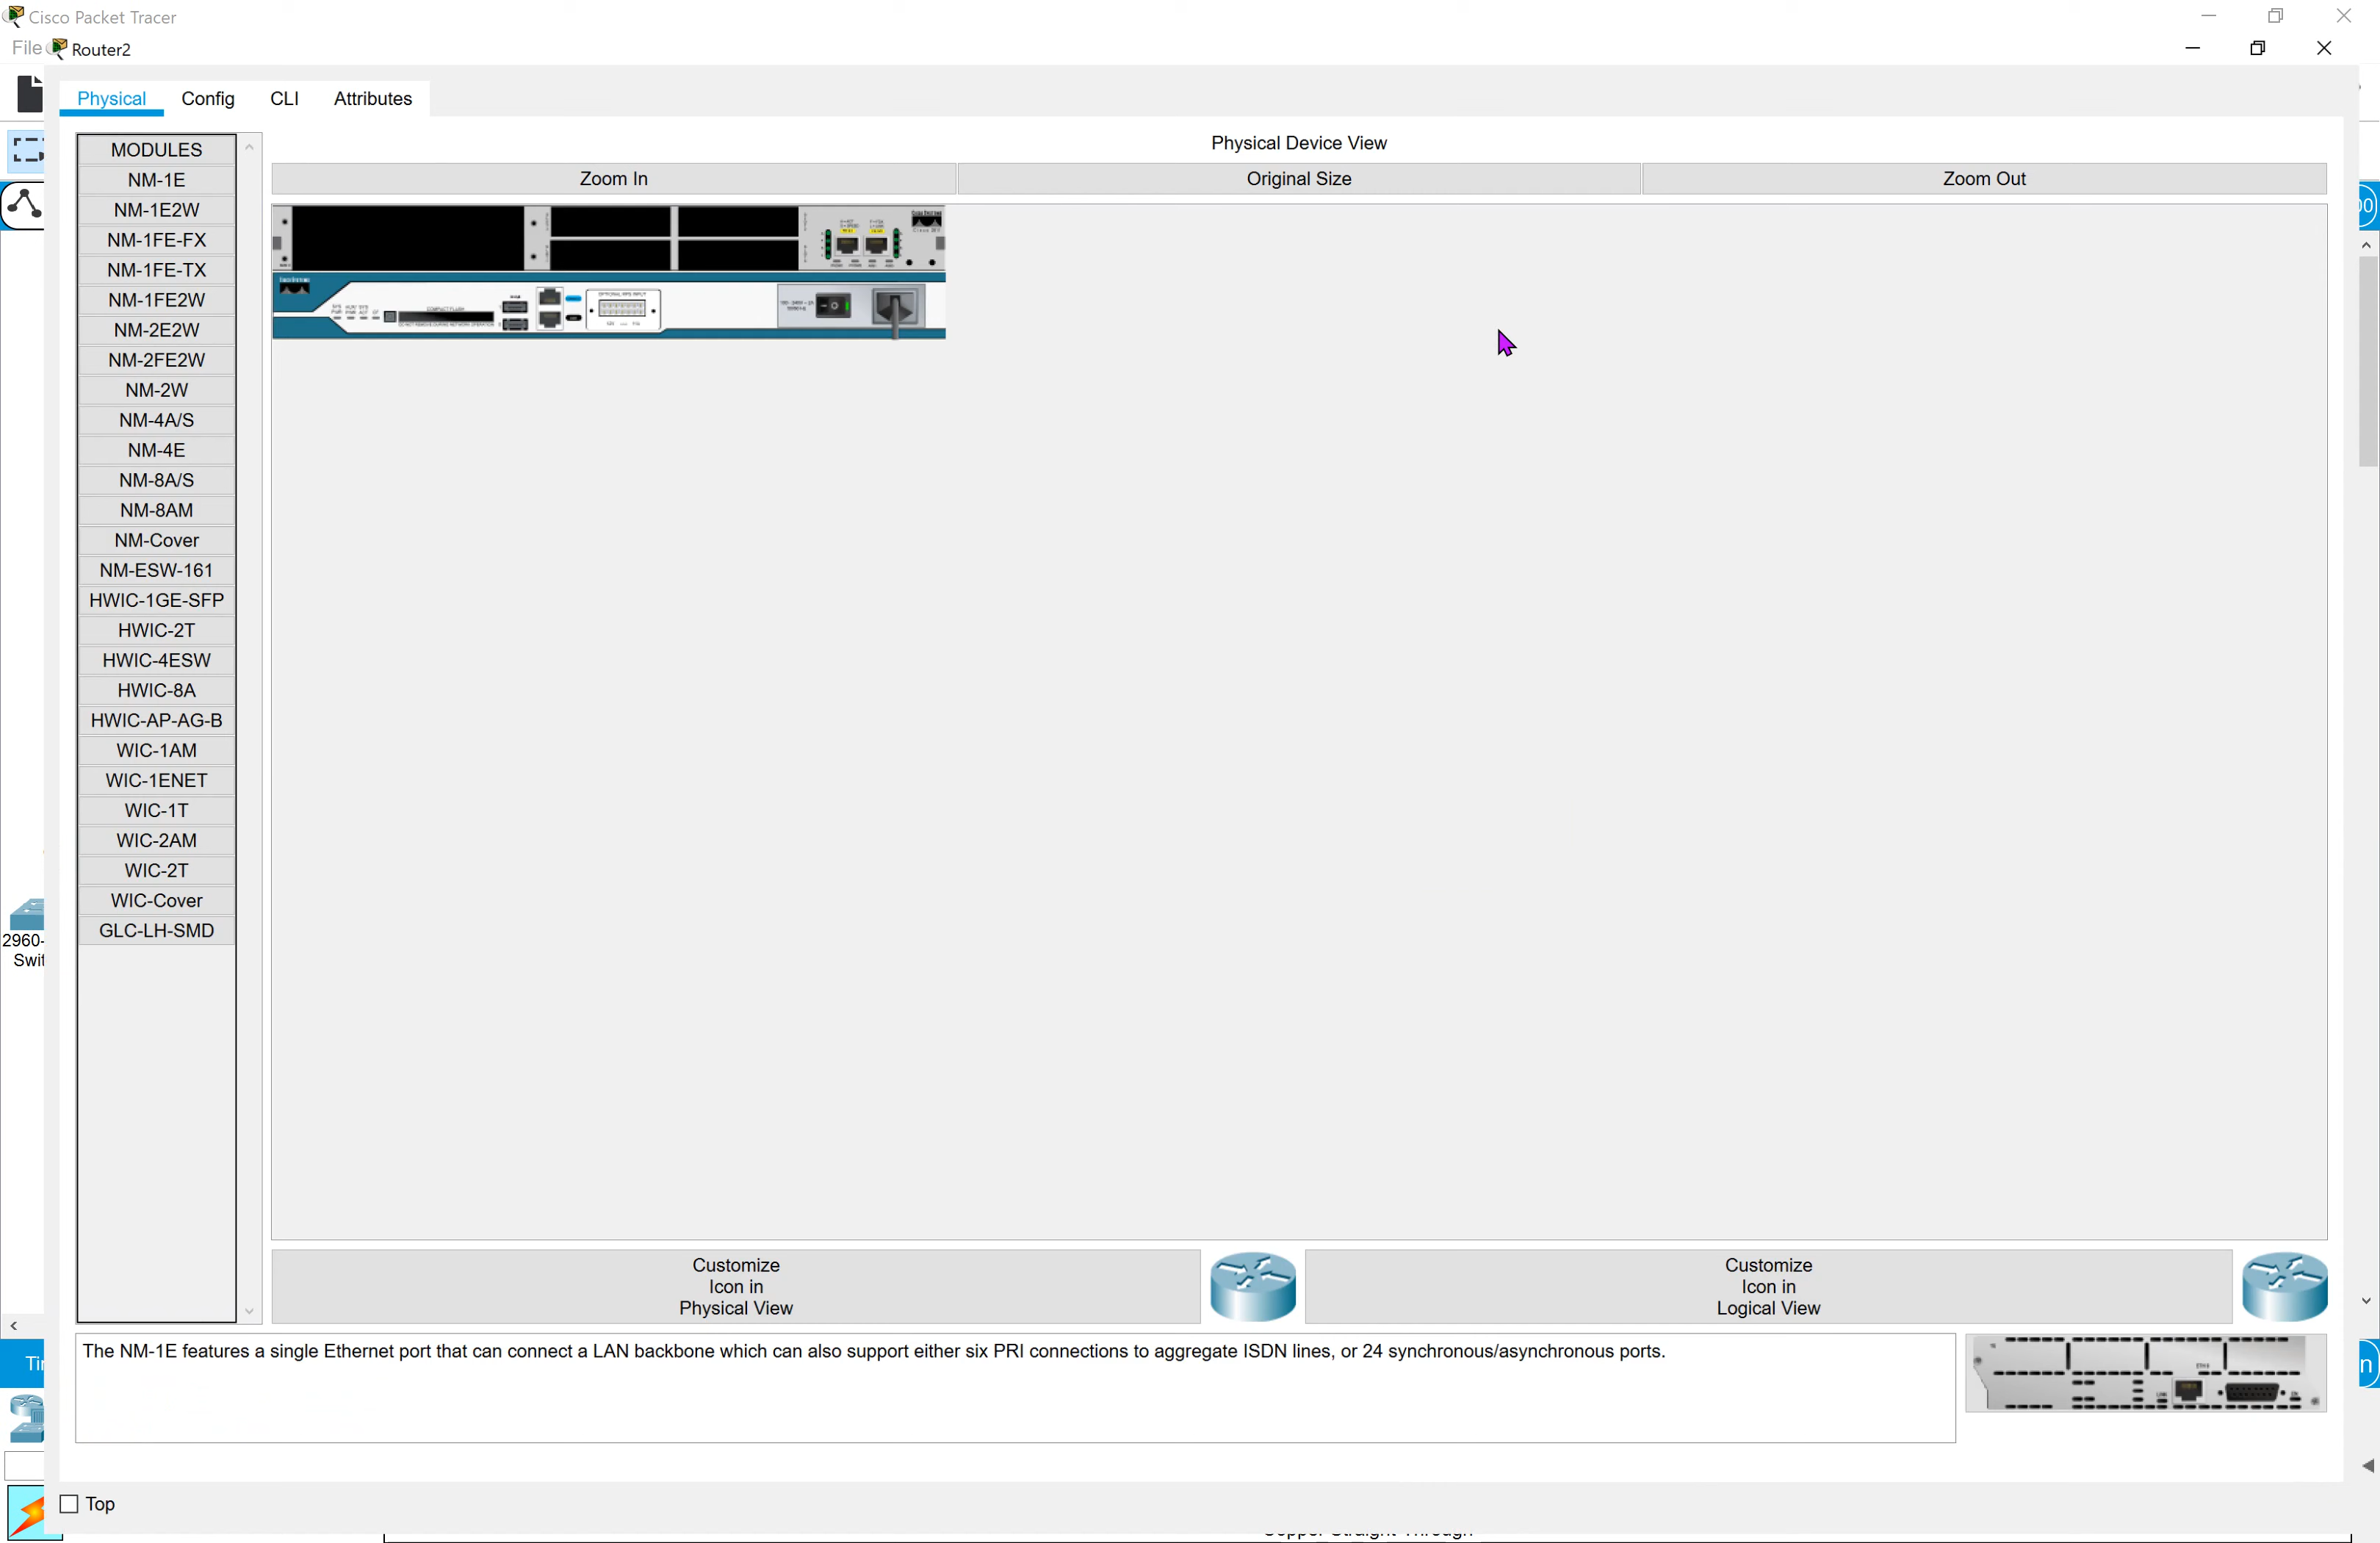 Cisco Packet Tracer
File
Router2
Physical
Config
CLI
Attributes
MODULES
NM-1E
NM-1E2W
NM-1FE-FX
NM-1FE-TX
NM-1FE2W
NM-2E2W
NM-2FE2W
NM-2W
NM-4A/S
NM-4E
NM-8A/S
NM-8AM
NM-Cover
NM-ESW-161
HWIC-1GE-SFP
HWIC-2T
HWIC-4ESW
HWIC-8A
HWIC-AP-AG-B
WIC-1AM
WIC-1ENET
WIC-1T
WIC-2AM
WIC-2T
WIC-Cover
GLC-LH-SMD
Physical Device View
Zoom In
Original Size
Zoom Out
2960-
Swit
Customize
Icon in
Physical View
Customize
Icon in
Logical View
The NM-1E features a single Ethernet port that can connect a LAN backbone which can also support either six PRI connections to aggregate ISDN lines, or 24 synchronous/asynchronous ports.
Top